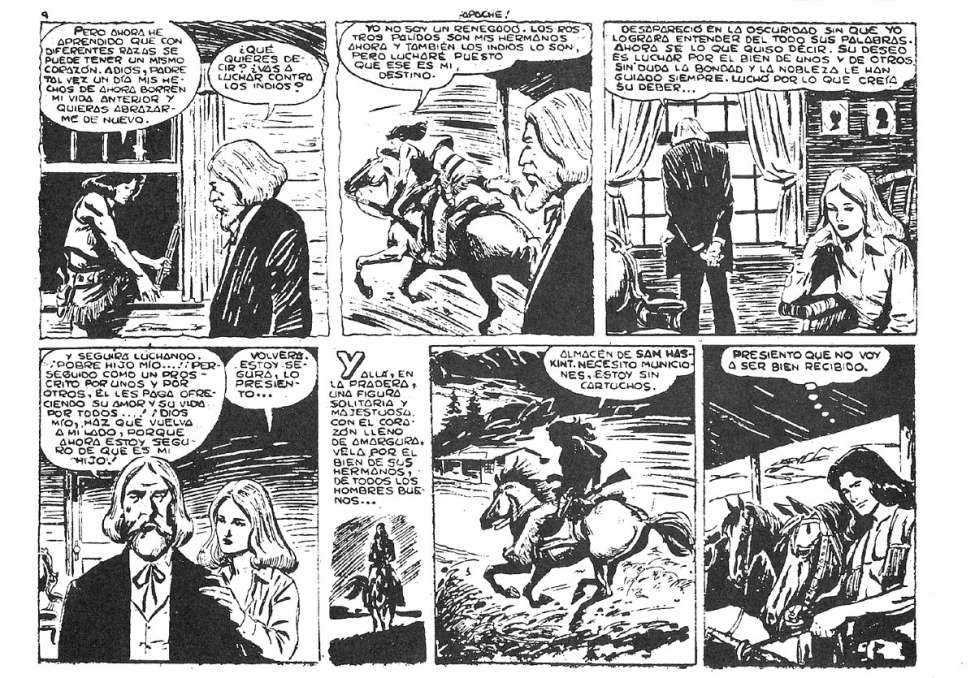 9
¡APACHE!
PERO AHORA HE
APRENDIDO QUE CON
DIFERENTES RAZAS SE
PUEDE TENER UN MISMO
CORAZÓN. ADIÓS, PADRE
TAL VEZ UN DÍA MIS HE-
CHOS DE AHORA BORREN
MI VIDA ANTERIOR Y
QUIERAS ABRAZAR-
ME DE NUEVO.
¿QUÉ
QUIERES DE-
CIR? ¿VAS A
LUCHAR CONTRA
LOS INDIOS?
YO NO SOY UN RENEGADO. LOS ROS-
TROS PÁLIDOS SON MIS HERMANOS Y
AHORA Y TAMBIÉN LOS INDIOS LO SON,
PERO LUCHARÉ PUESTO
QUE ESE ES MI
DESTINO.
DESAPARECIÓ EN LA OSCURIDAD SIN QUE YO
LOGRARA ENTENDER DEL TODO SUS PALABRAS.
AHORA SÉ LO QUE QUISO DECIR. SU DESEO
ES LUCHAR POR EL BIEN DE UNOS Y DE OTROS.
SIN DUDA LA BONDAD Y LA NOBLEZA LE HAN
GUIADO SIEMPRE. LUCHÓ POR LO QUE CREÍA
SU DEBER...
Y SEGUIRÁ LUCHANDO.
¡POBRE HIJO MÍO...! PER-
SEGUIDO COMO UN PROS-
CRITO POR UNOS Y POR
OTROS. ÉL LES PAGA OFRE-
CIENDO SU AMOR Y SU VIDA
POR TODOS...! ¡DIOS
MÍO, HAZ QUE VUELVA
A MI LADO, PORQUE
AHORA ESTOY SEGU-
RO DE QUE ES MI
HIJO!
VOLVERÁ.
ESTOY SE-
GURA, LO
PRESIEN-
TO...
Y
ALLÁ, EN
LA PRADERA,
UNA FIGURA
SOLITARIA Y
MAJESTUOSA,
CON EL CORA-
ZÓN LLENO
DE AMARGURA,
VELA POR EL
BIEN DE SUS
HERMANOS,
DE TODOS LOS
HOMBRES BUE-
NOS...
ALMACÉN DE SAM HAS-
KINT. NECESITO MUNICIO-
NES, ESTOY SIN
CARTUCHOS.
PRESIENTO QUE NO VOY
A SER BIEN RECIBIDO.